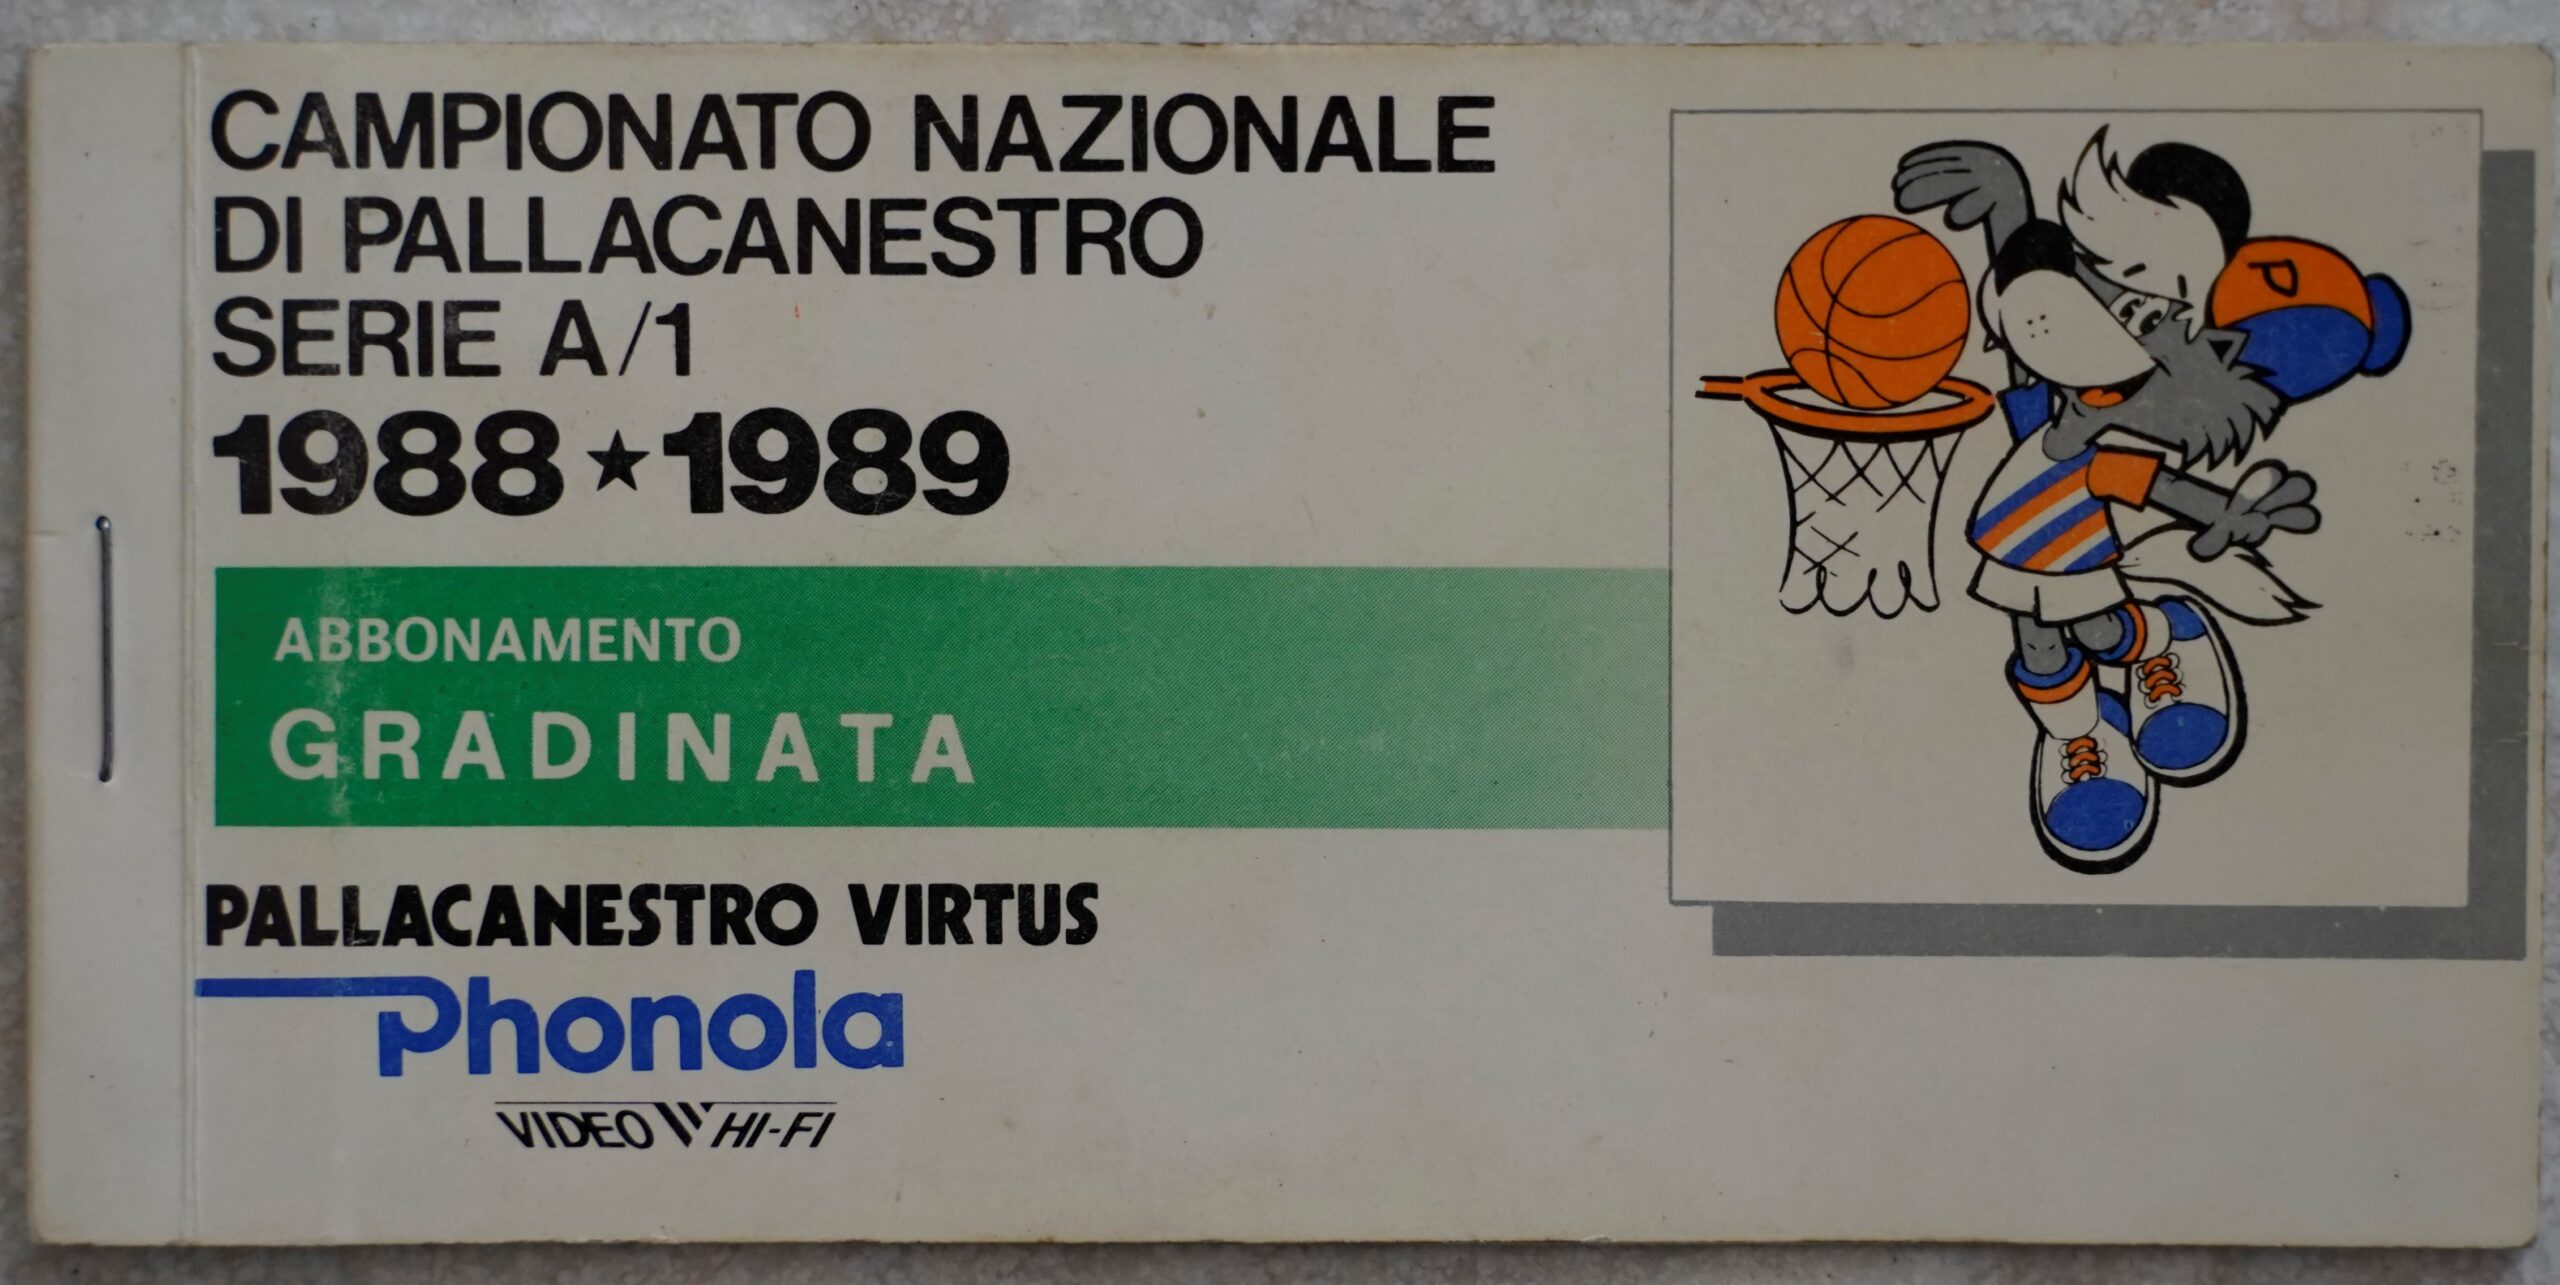 CAMPIONATO NAZIONALE
DI PALLACANESTRO
SERIE A/1
1988★1989
ABBONAMENTO
GRADINATA
PALLACANESTRO VIRTUS
Phonola
VIDEO HI-FI
P